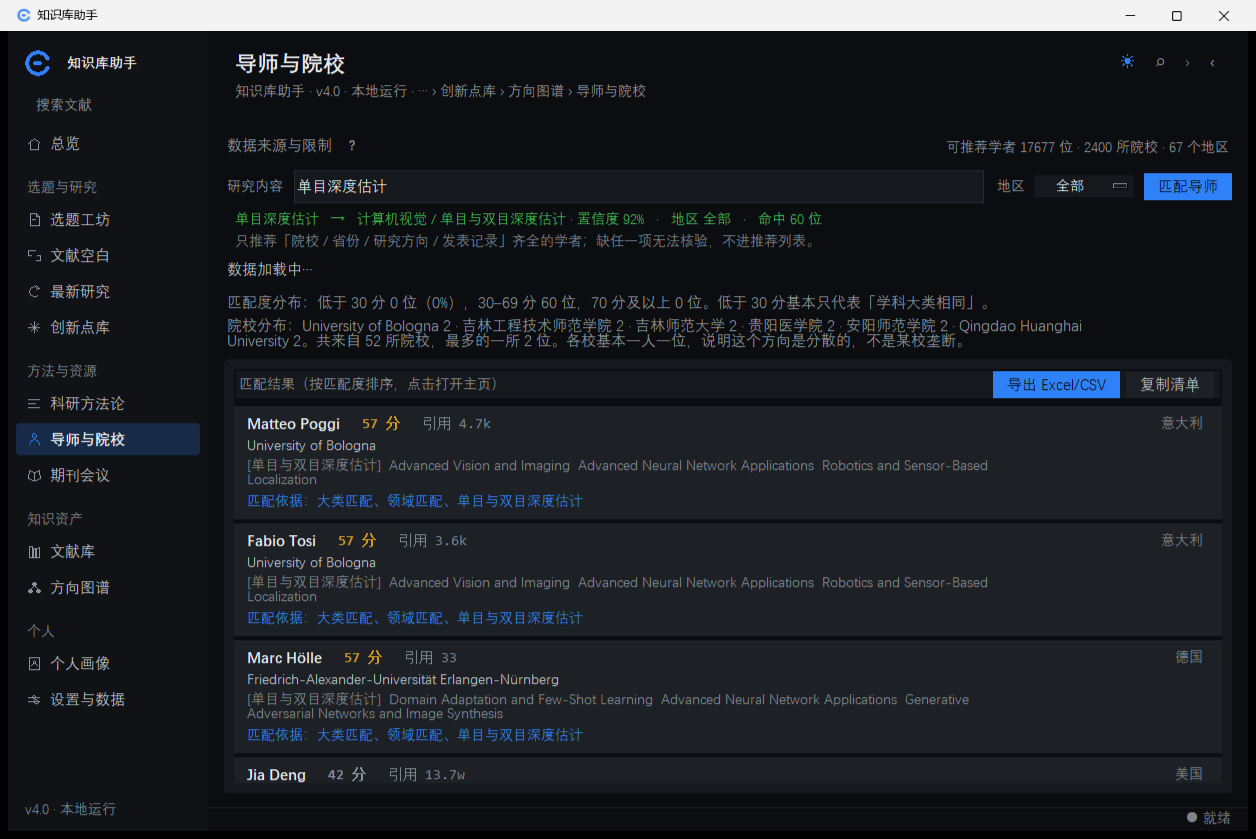 知识库助手
知识库助手
搜索文献
总览
选题与研究
选题工坊
文献空白
最新研究
创新点库
方法与资源
科研方法论
导师与院校
期刊会议
知识资产
文献库
方向图谱
个人
个人画像
设置与数据
v4.0 · 本地运行
导师与院校
知识库助手 · v4.0 · 本地运行 · ··· › 创新点库 › 方向图谱 › 导师与院校
数据来源与限制 ?
可推荐学者 17677 位 · 2400 所院校 · 67 个地区
研究内容 单目深度估计 地区 全部 匹配导师
单目深度估计 → 计算机视觉 / 单目与双目深度估计 · 置信度 92% · 地区 全部 · 命中 60 位
只推荐「院校 / 省份 / 研究方向 / 发表记录」齐全的学者；缺任一项无法核验，不进推荐列表。
数据加载中···
匹配度分布：低于 30 分 0 位（0%），30–69 分 60 位，70 分及以上 0 位。低于 30 分基本只代表「学科大类相同」。
院校分布：University of Bologna 2 · 吉林工程技术师范学院 2 · 吉林师范大学 2 · 贵阳医学院 2 · 安阳师范学院 2 · Qingdao Huanghai
University 2。共来自 52 所院校，最多的一所 2 位。各校基本一人一位，说明这个方向是分散的，不是某校垄断。
匹配结果（按匹配度排序，点击打开主页） 导出 Excel/CSV 复制清单
Matteo Poggi 57 分 引用 4.7k 意大利
University of Bologna
[单目与双目深度估计] Advanced Vision and Imaging Advanced Neural Network Applications Robotics and Sensor-Based
Localization
匹配依据：大类匹配、领域匹配、单目与双目深度估计
Fabio Tosi 57 分 引用 3.6k 意大利
University of Bologna
[单目与双目深度估计] Advanced Vision and Imaging Advanced Neural Network Applications Robotics and Sensor-Based
Localization
匹配依据：大类匹配、领域匹配、单目与双目深度估计
Marc Hölle 57 分 引用 33 德国
Friedrich-Alexander-Universität Erlangen-Nürnberg
[单目与双目深度估计] Domain Adaptation and Few-Shot Learning Advanced Neural Network Applications Generative
Adversarial Networks and Image Synthesis
匹配依据：大类匹配、领域匹配、单目与双目深度估计
Jia Deng 42 分 引用 13.7w 美国
就绪